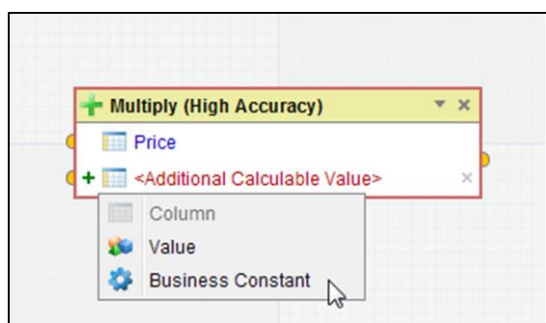 Multiply (High Accuracy)
Price
<Additional Calculable Value>
Column
Value
Business Constant